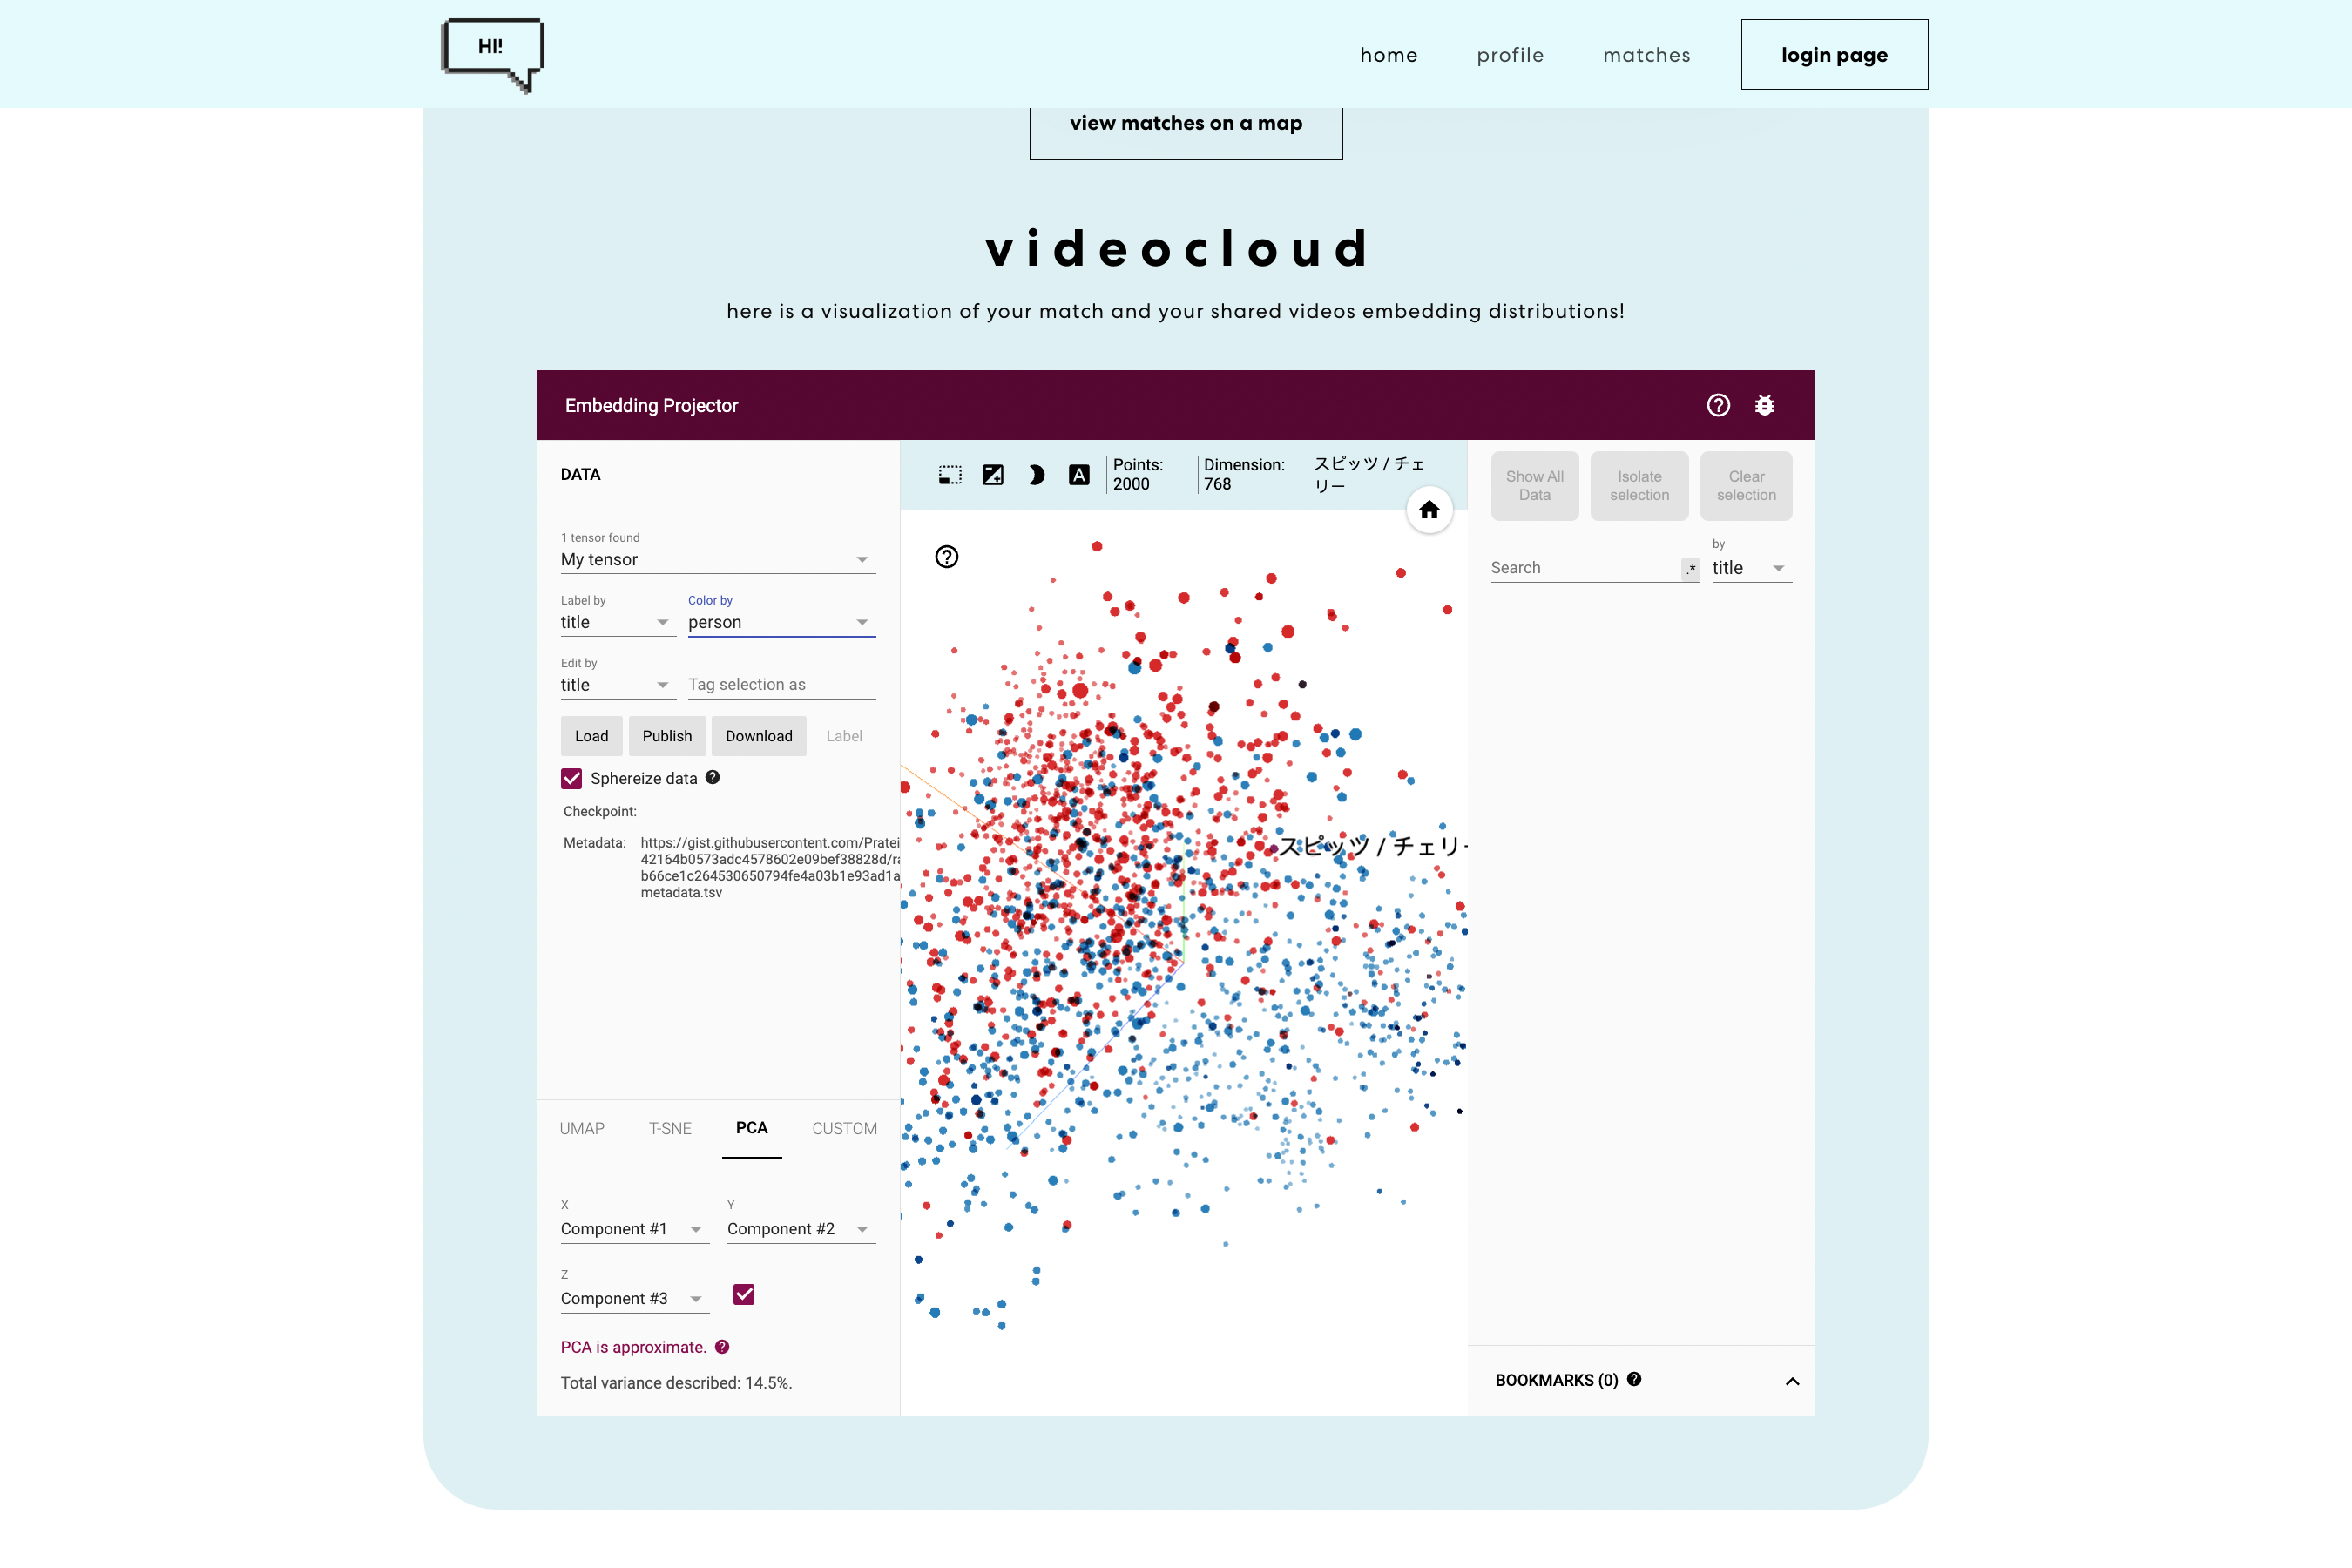 HI!
home
profile
matches
login page
view matches on a map
videocloud
here is a visualization of your match and your shared videos embedding distributions!
Embedding Projector
DATA
Points:
2000
Dimension:
768
スピッツ / チェ
リー
1 tensor found
My tensor
Label by
title
Color by
person
Edit by
title
Tag selection as
Load
Publish
Download
Label
Sphereize data
Checkpoint:
Metadata:
https://gist.githubusercontent.com/Pratei
42164b0573adc4578602e09bef38828d/ra
b66ce1c264530650794fe4a03b1e93ad1a
metadata.tsv
UMAP
T-SNE
PCA
CUSTOM
X
Component #1
Y
Component #2
Z
Component #3
PCA is approximate.
Total variance described: 14.5%.
A
スピッツ / チェリー
Show All
Data
Isolate
selection
Clear
selection
Search
.*
by
title
BOOKMARKS (0)